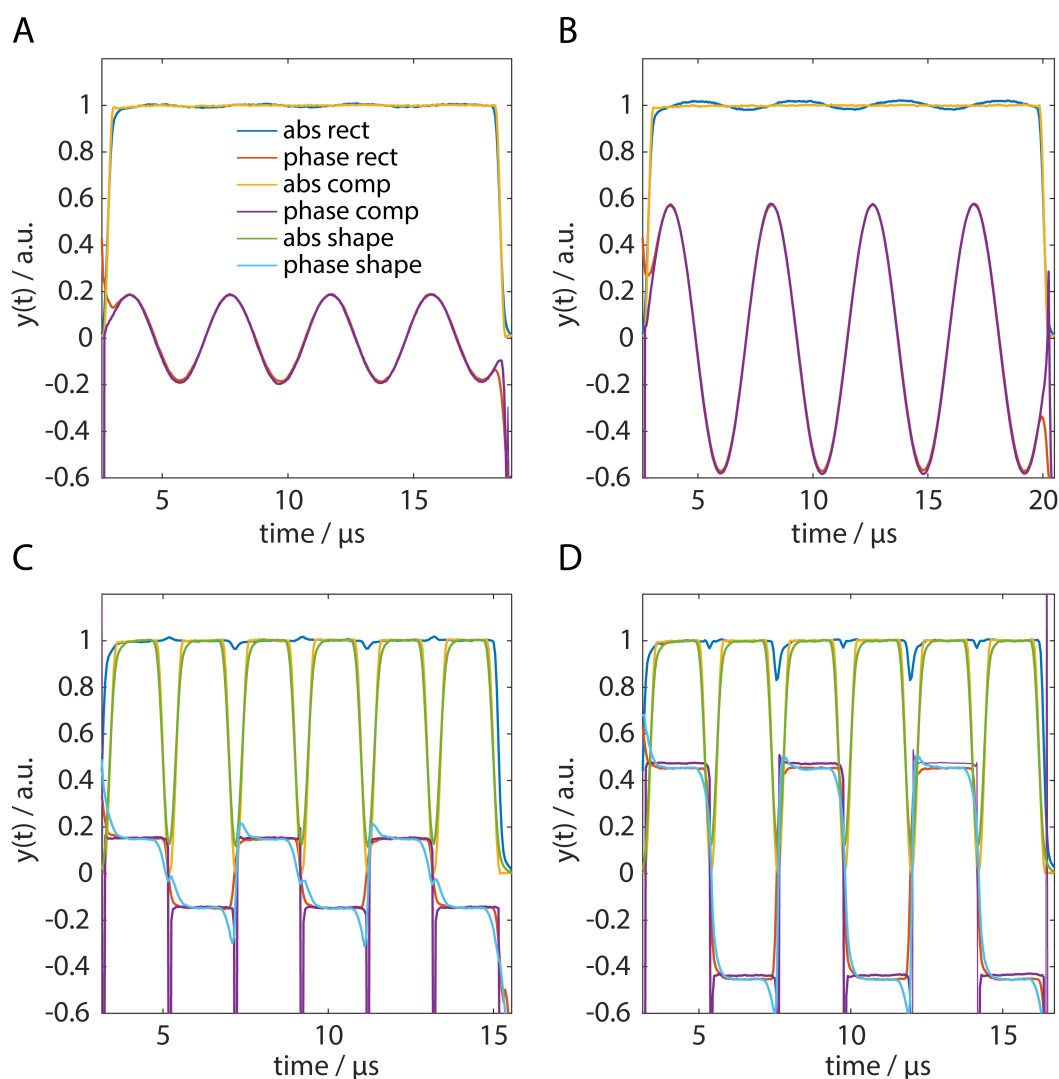 A
y(t) / a.u.
1
0.8
0.6
0.4
0.2
0
-0.2
-0.4
-0.6
abs rect
phase rect
abs comp
phase comp
abs shape
phase shape
5
10
15
time / μs
B
y(t) / a.u.
1
0.8
0.6
0.4
0.2
0
-0.2
-0.4
-0.6
5
10
15
20
time / μs
C
y(t) / a.u.
1
0.8
0.6
0.4
0.2
0
-0.2
-0.4
-0.6
5
10
15
time / μs
D
y(t) / a.u.
1
0.8
0.6
0.4
0.2
0
-0.2
-0.4
-0.6
5
10
15
time / μs